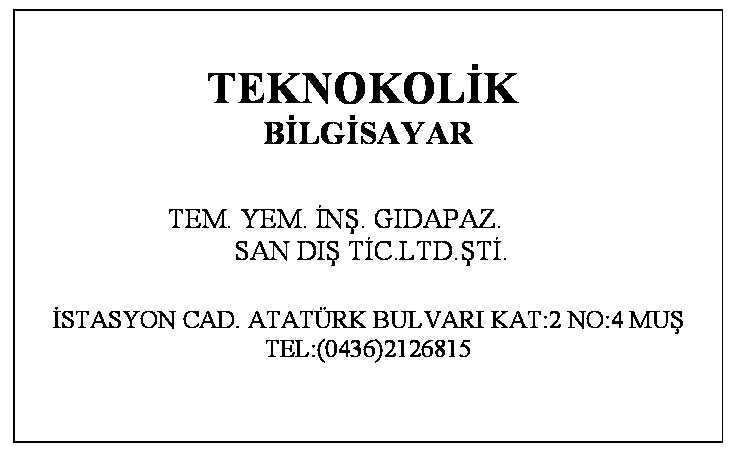 TEKNOKOLİK
BİLGİSAYAR
TEM. YEM. İNŞ. GIDAPAZ.
SAN DIŞ TİC.LTD.ŞTİ.
İSTASYON CAD. ATATÜRK BULVARI KAT:2 NO:4 MUŞ
TEL:(0436)2126815